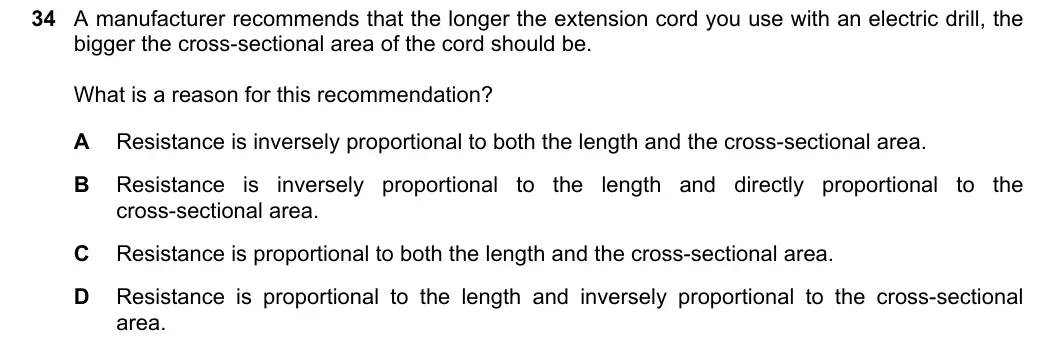 34 A manufacturer recommends that the longer the extension cord you use with an electric drill, the
bigger the cross-sectional area of the cord should be.
What is a reason for this recommendation?
A Resistance is inversely proportional to both the length and the cross-sectional area.
B Resistance is inversely proportional to the length and directly proportional to the
cross-sectional area.
C Resistance is proportional to both the length and the cross-sectional area.
D Resistance is proportional to the length and inversely proportional to the cross-sectional
area.